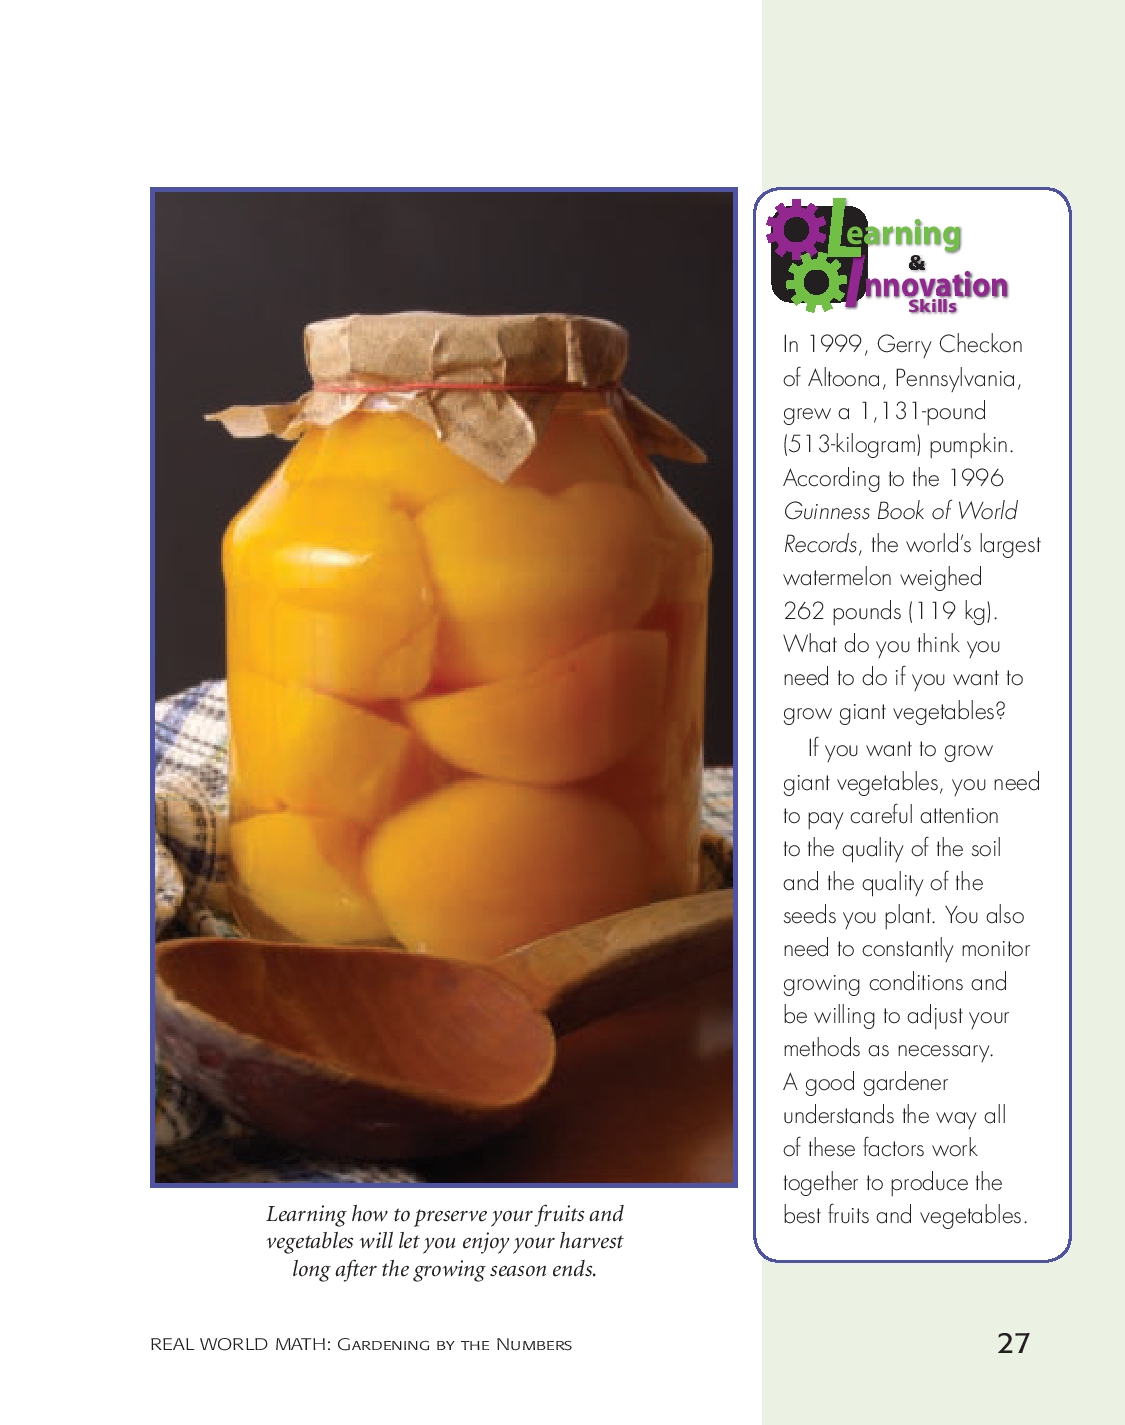 Learning
&
Innovation
Skills
In 1999, Gerry Checkon
of Altoona, Pennsylvania,
grew a 1,131-pound
(513-kilogram) pumpkin.
According to the 1996
Guinness Book of World
Records, the world's largest
watermelon weighed
262 pounds (119 kg).
What do you think you
need to do if you want to
grow giant vegetables?
If you want to grow
giant vegetables, you need
to pay careful attention
to the quality of the soil
and the quality of the
seeds you plant. You also
need to constantly monitor
growing conditions and
be willing to adjust your
methods as necessary.
A good gardener
understands the way all
of these factors work
together to produce the
best fruits and vegetables.
Learning how to preserve your fruits and
vegetables will let you enjoy your harvest
long after the growing season ends.
REAL WORLD MATH: GARDENING BY THE NUMBERS
27